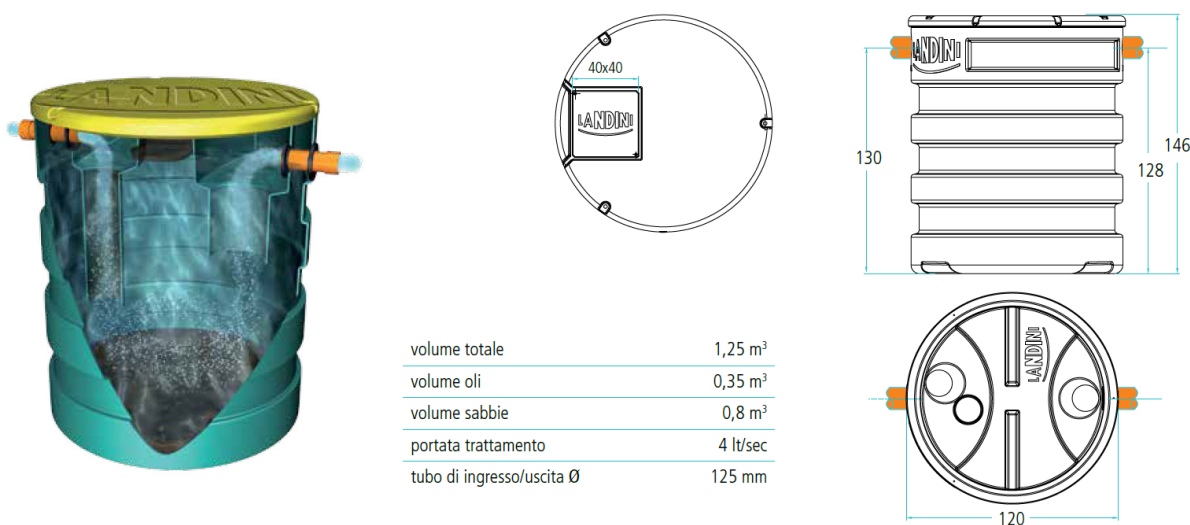 LANDINI
40x40
LANDINI
LANDINI
130
128
146
volume totale 1,25 m³
volume oli 0,35 m³
volume sabbie 0,8 m³
portata trattamento 4 lt/sec
tubo di ingresso/uscita Ø 125 mm
LANDINI
120